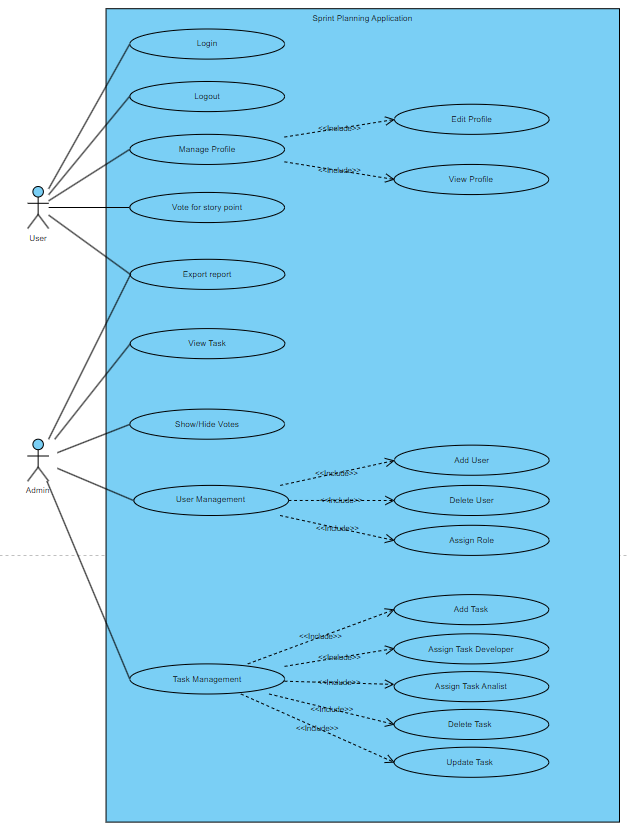 Sprint Planning Application
Login
Logout
Manage Profile
<<Include>>
Edit Profile
<<Include>>
View Profile
User
Vote for story point
Export report
View Task
Show/Hide Votes
Admin
User Management
<<Include>>
Add User
<<Include>>
Delete User
<<Include>>
Assign Role
Task Management
<<Include>>
Add Task
<<Include>>
Assign Task Developer
<<Include>>
Assign Task Analist
<<Include>>
Delete Task
<<Include>>
Update Task